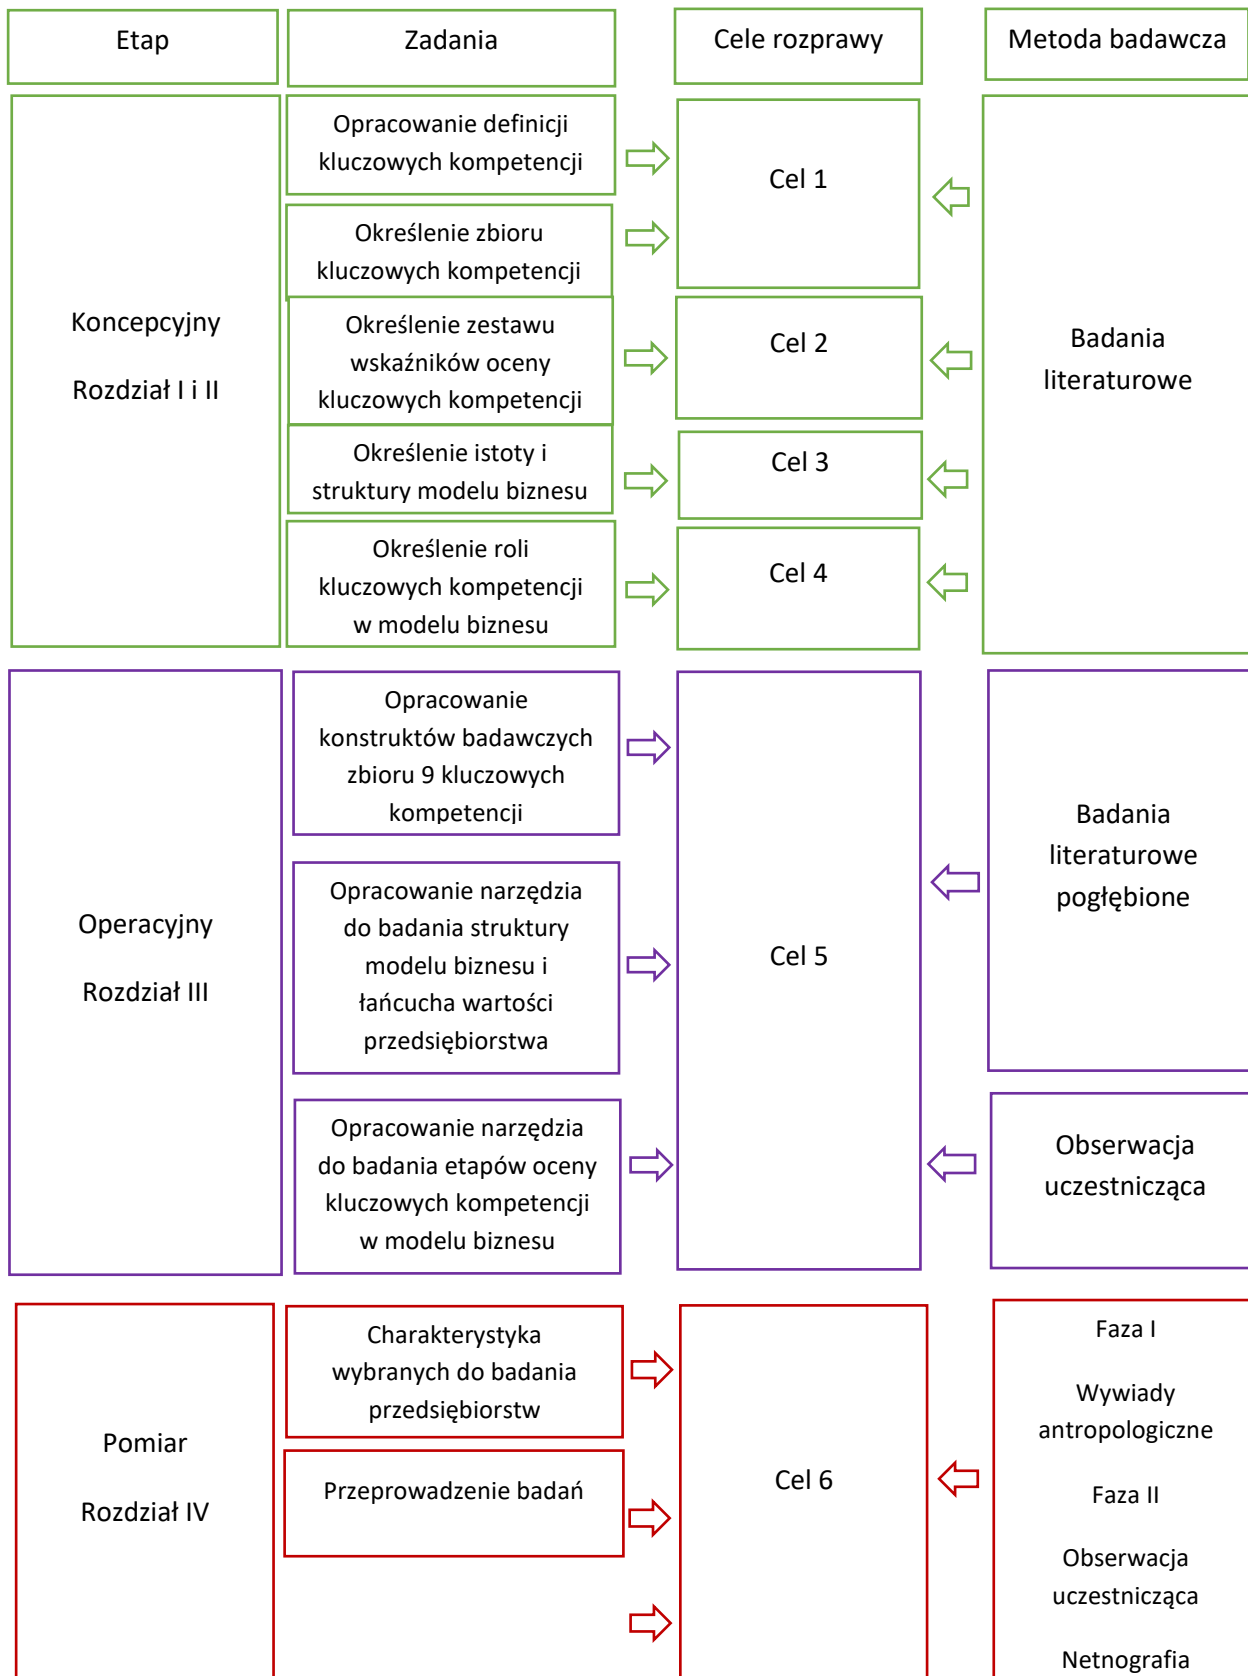 Etap
Zadania
Cele rozprawy
Metoda badawcza
Koncepcyjny
Rozdział I i II
Opracowanie definicji
kluczowych kompetencji
Określenie zbioru
kluczowych kompetencji
Określenie zestawu
wskaźników oceny
kluczowych kompetencji
Określenie istoty i
struktury modelu biznesu
Określenie roli
kluczowych kompetencji
w modelu biznesu
Cel 1
Cel 2
Cel 3
Cel 4
Badania
literaturowe
Operacyjny
Rozdział III
Opracowanie
konstruktów badawczych
zbioru 9 kluczowych
kompetencji
Opracowanie narzędzia
do badania struktury
modelu biznesu i
łańcucha wartości
przedsiębiorstwa
Opracowanie narzędzia
do badania etapów oceny
kluczowych kompetencji
w modelu biznesu
Cel 5
Badania
literaturowe
pogłębione
Obserwacja
uczestnicząca
Pomiar
Rozdział IV
Charakterystyka
wybranych do badania
przedsiębiorstw
Przeprowadzenie badań
Cel 6
Faza I
Wywiady
antropologiczne
Faza II
Obserwacja
uczestnicząca
Netnografia